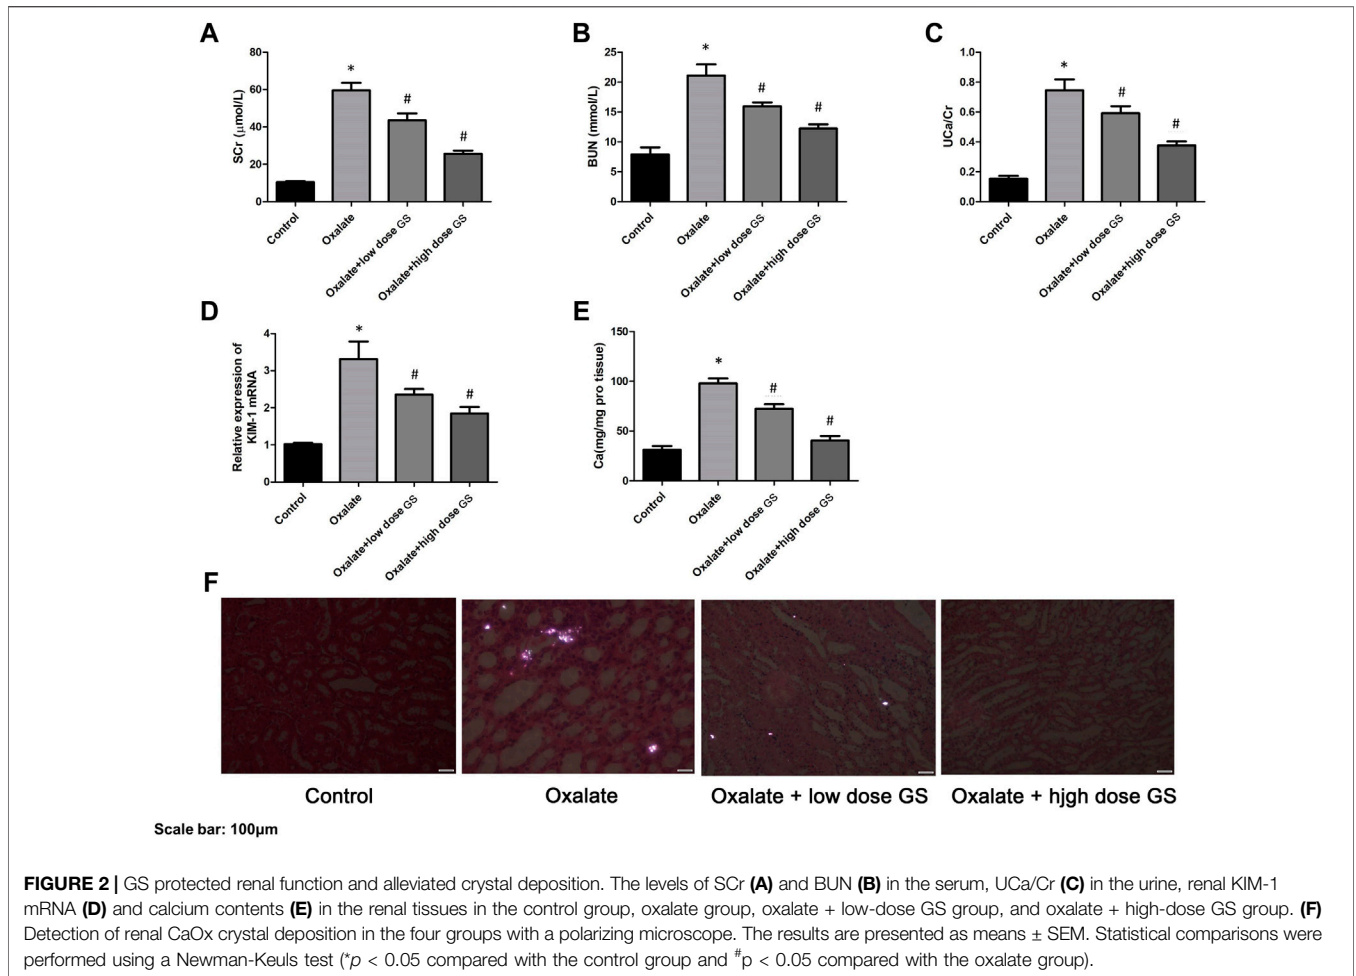 A
SCr (μmol/L)
80
60
40
20
0
*
#
#
Control
Oxalate
Oxalate+low dose GS
Oxalate+high dose GS
B
BUN (mmol/L)
25
20
15
10
5
0
*
#
#
Control
Oxalate
Oxalate+low dose GS
Oxalate+high dose GS
C
UCa/Cr
1.0
0.8
0.6
0.4
0.2
0.0
*
#
#
Control
Oxalate
Oxalate+low dose GS
Oxalate+high dose GS
D
Relative expression of
KIM-1 mRNA
4
3
2
1
0
*
#
#
Control
Oxalate
Oxalate+low dose GS
Oxalate+high dose GS
E
Ca(mg/mg pro tissue)
150
100
50
0
*
#
#
Control
Oxalate
Oxalate+low dose GS
Oxalate+high dose GS
F
Control
Oxalate
Oxalate + low dose GS
Oxalate + hjgh dose GS
Scale bar: 100μm
FIGURE 2 | GS protected renal function and alleviated crystal deposition. The levels of SCr (A) and BUN (B) in the serum, UCa/Cr (C) in the urine, renal KIM-1
mRNA (D) and calcium contents (E) in the renal tissues in the control group, oxalate group, oxalate + low-dose GS group, and oxalate + high-dose GS group. (F)
Detection of renal CaOx crystal deposition in the four groups with a polarizing microscope. The results are presented as means ± SEM. Statistical comparisons were
performed using a Newman-Keuls test (*p < 0.05 compared with the control group and #p < 0.05 compared with the oxalate group).